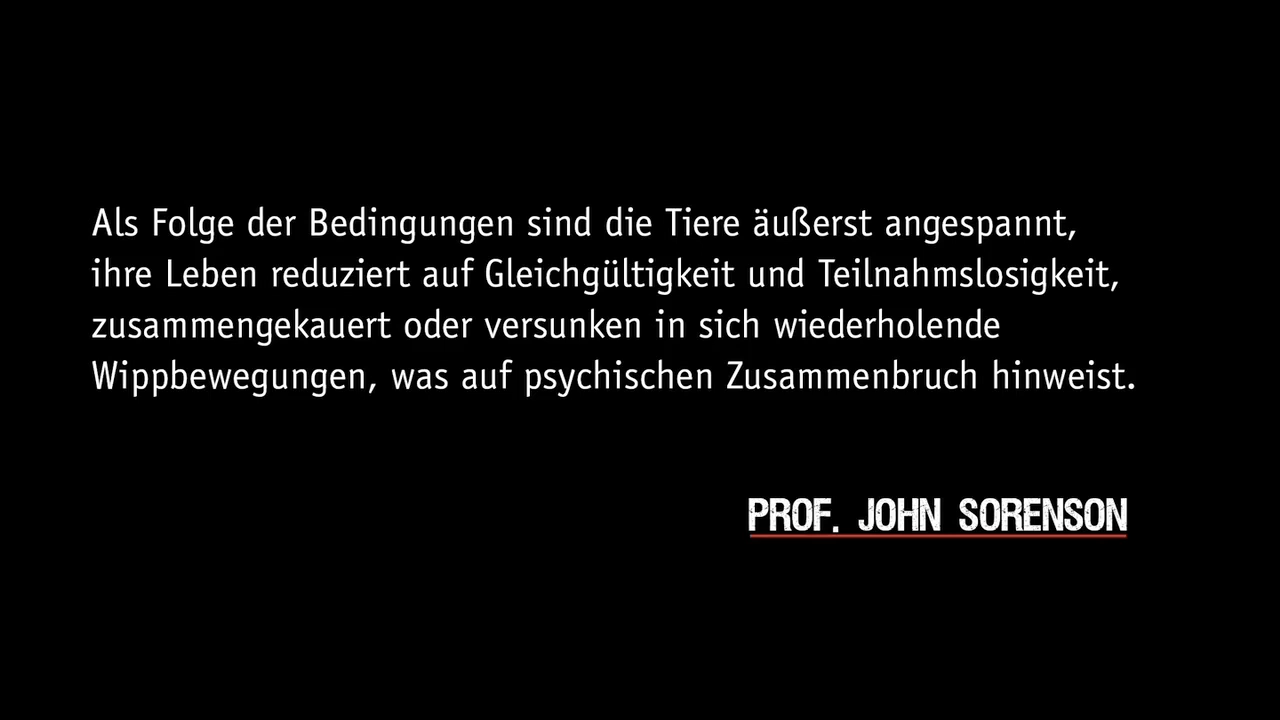 Als Folge der Bedingungen sind die Tiere äußerst angespannt,
ihre Leben reduziert auf Gleichgültigkeit und Teilnahmslosigkeit,
zusammengekauert oder versunken in sich wiederholende
Wippbewegungen, was auf psychischen Zusammenbruch hinweist.
PROF. JOHN SORENSON